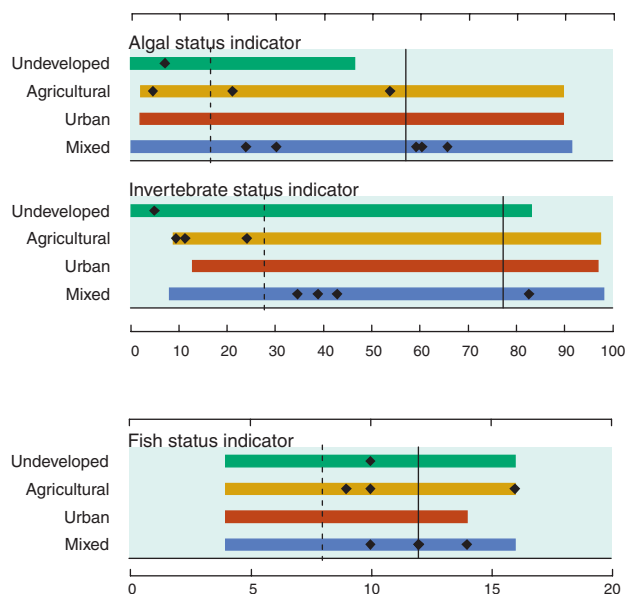 Algal status indicator
Undeveloped
Agricultural
Urban
Mixed
Invertebrate status indicator
Undeveloped
Agricultural
Urban
Mixed
0 10 20 30 40 50 60 70 80 90 100
Fish status indicator
Undeveloped
Agricultural
Urban
Mixed
0 5 10 15 20